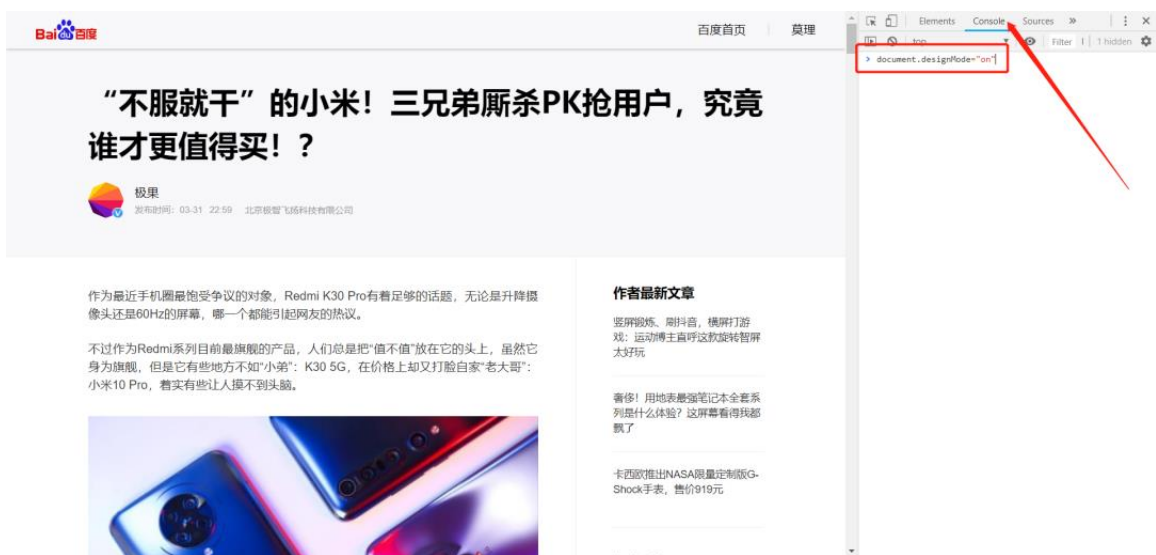 Bai百度
百度首页
莫理
“不服就干”的小米！三兄弟厮杀PK抢用户，究竟
谁才更值得买！？
极果
发布时间：03-31 22:59 北京极智飞扬科技有限公司
作为最近手机圈最饱受争议的对象，Redmi K30 Pro有着足够的话题，无论是升降摄
像头还是60Hz的屏幕，哪一个都能引起网友的热议。
不过作为Redmi系列目前最旗舰的产品，人们总是把“值不值”放在它的头上，虽然它
身为旗舰，但是它有些地方不如“小弟”：K30 5G，在价格上却又打脸自家“老大哥”：
小米10 Pro，着实有些让人摸不到头脑。
作者最新文章
竖屏锻炼、刷抖音，横屏打游
戏：运动博主直呼这款旋转智屏
太好玩
奢侈！用地表最强笔记本全套系
列是什么体验？这屏幕看得我都
飘了
卡西欧推出NASA限量定制版G-
Shock手表，售价919元
Elements Console Sources »
top Filter 1 hidden
> document.designMode="on"